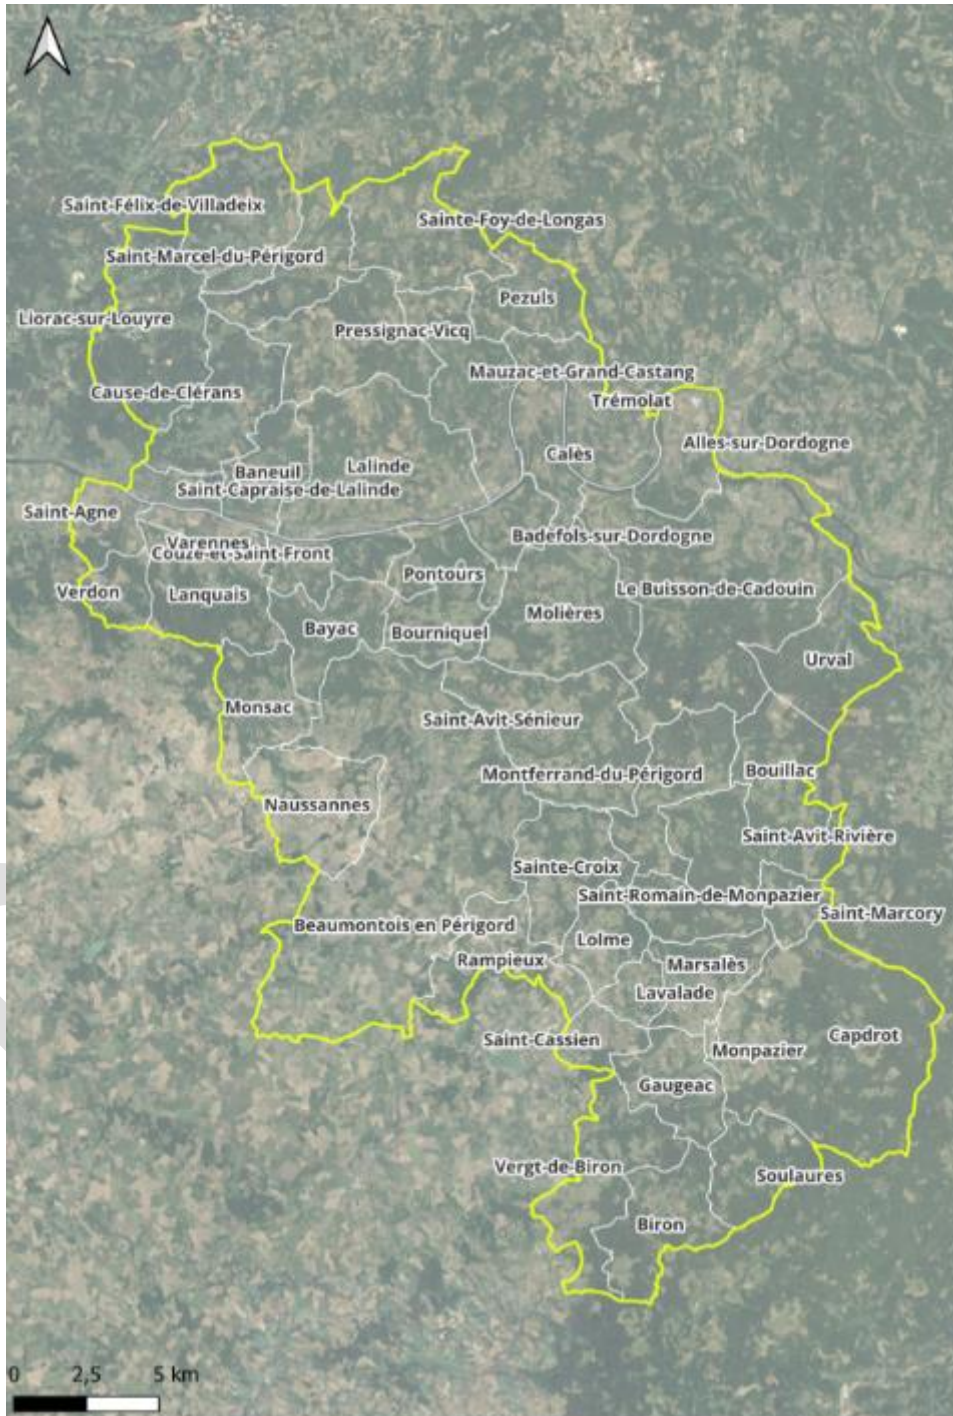 Saint-Félix-de-Villadeix
Sainte-Foy-de-Longas
Saint-Marcel-du-Périgord
Pezuls
Liorac-sur-Louyre
Pressignac-Vicq
Mauzac-et-Grand-Castang
Cause-de-Clérans
Trémolat
Alles-sur-Dordogne
Calès
Lalinde
Baneuil
Saint-Capraise-de-Lalinde
Saint-Agne
Badefols-sur-Dordogne
Varennes
Couze-et-Saint-Front
Pontours
Le Buisson-de-Cadouin
Verdon
Lanquais
Molières
Bayac
Bourniquel
Urval
Monsac
Saint-Avit-Sénieur
Bouillac
Montferrand-du-Périgord
Naussannes
Saint-Avit-Rivière
Sainte-Croix
Saint-Romain-de-Monpazier
Saint-Marcory
Beaumontois en Périgord
Lolme
Rampieux
Marsalès
Lavalade
Capdrot
Saint-Cassien
Monpazier
Gaugeac
Vergt-de-Biron
Soulaures
Biron
0 2,5 5 km